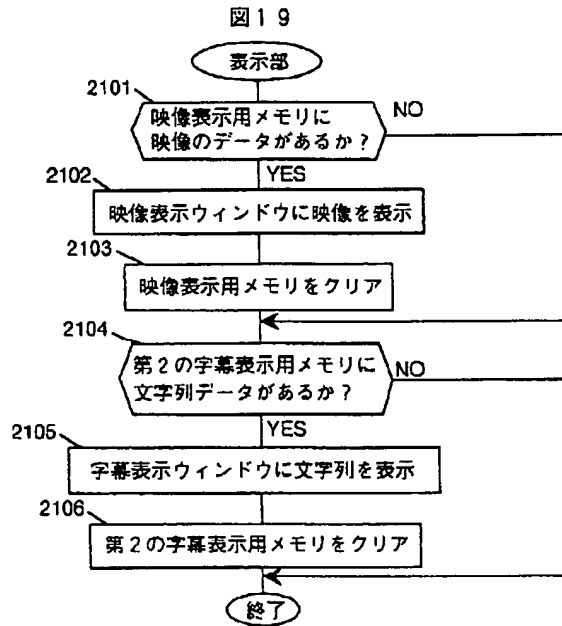 図19
表示部
2101
映像表示用メモリに
映像のデータがあるか?
NO
YES
2102
映像表示ウィンドウに映像を表示
2103
映像表示用メモリをクリア
2104
第2の字幕表示用メモリに
文字列データがあるか?
NO
YES
2105
字幕表示ウィンドウに文字列を表示
2106
第2の字幕表示用メモリをクリア
終了